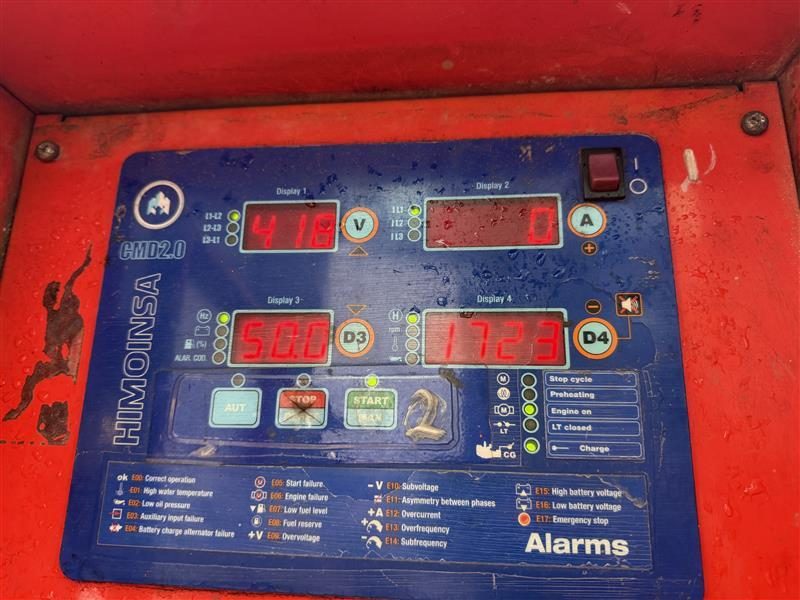 Display 1
Display 2
L1-L2
L2-L3
L3-L1
418
V
I L1
I L2
I L3
0
A
CMD2.0
HIMOINSA
Display 3
Display 4
Hz
(%)
ALAR. COD.
50.0
D3
H
rpm
1723
D4
AUT
STOP
START
MAN
2
M Stop cycle
Preheating
M Engine on
LT LT closed
CG Charge
ok E00: Correct operation
E01: High water temperature
E02: Low oil pressure
E03: Auxiliary input failure
E04: Battery charge alternator failure
M E05: Start failure
M E06: Engine failure
E07: Low fuel level
E08: Fuel reserve
+V E09: Overvoltage
-V E10: Subvoltage
E11: Asymmetry between phases
+A E12: Overcurrent
E13: Overfrequency
E14: Subfrequency
E15: High battery voltage
E16: Low battery voltage
E17: Emergency stop
Alarms